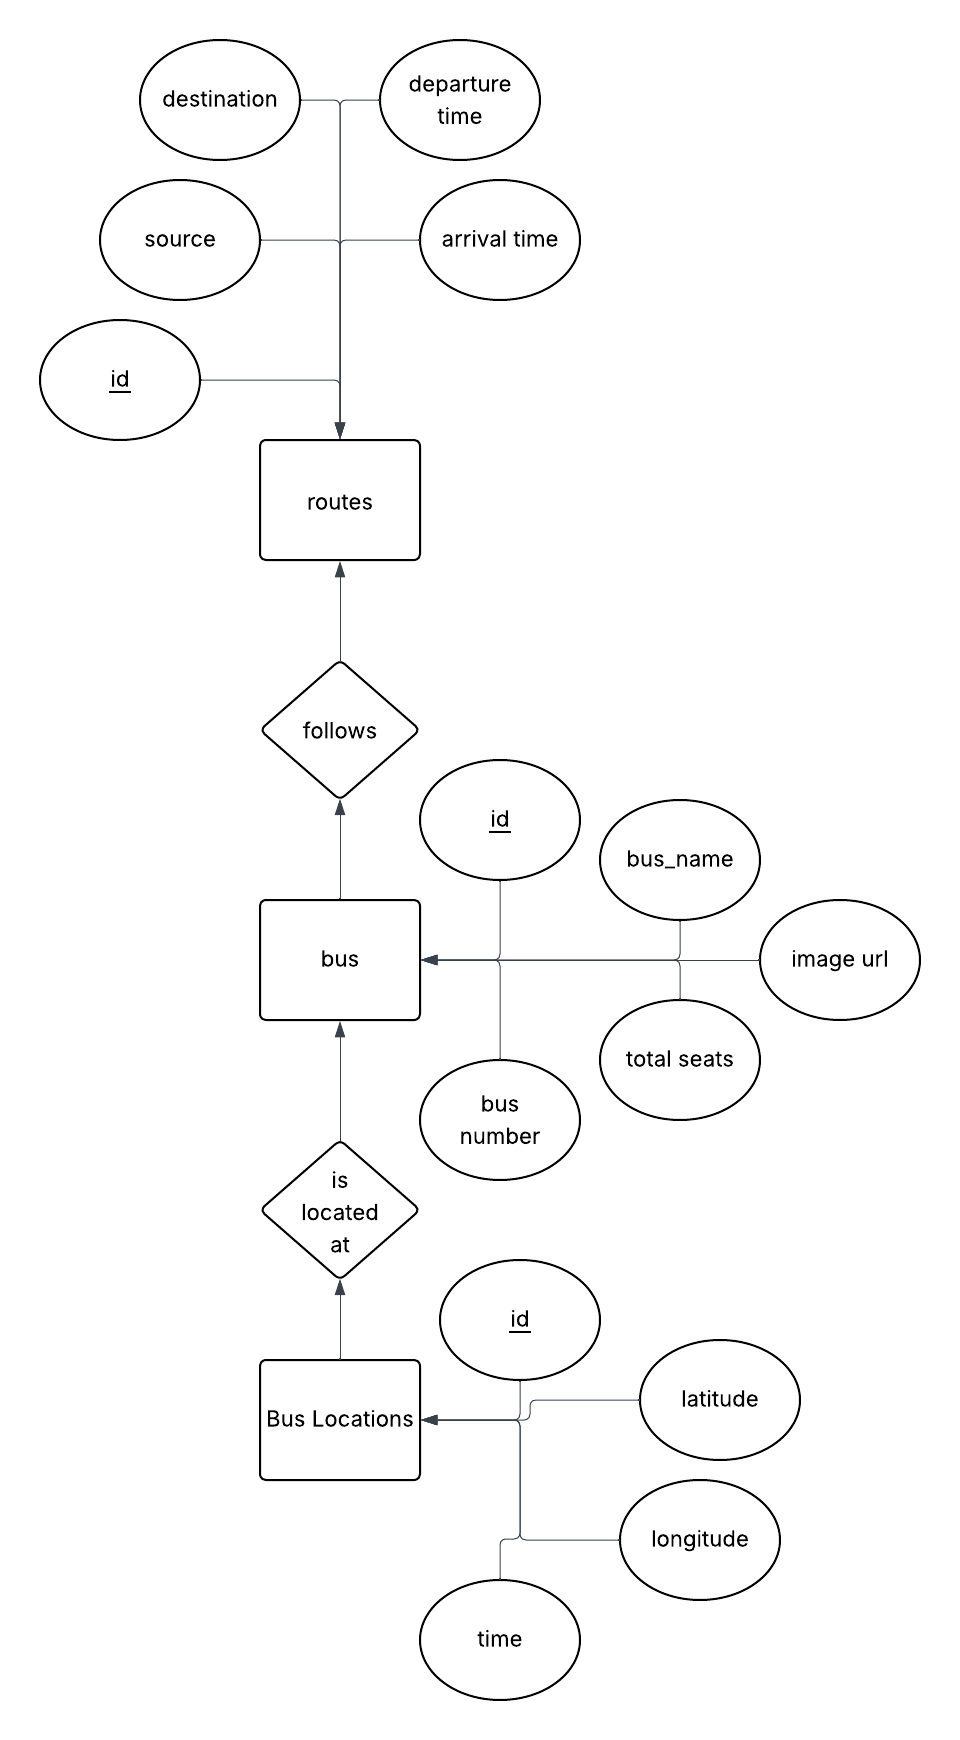 destination
departure
time
source
arrival time
id
routes
follows
id
bus_name
bus
image url
total seats
bus
number
is
located
at
id
latitude
Bus Locations
longitude
time